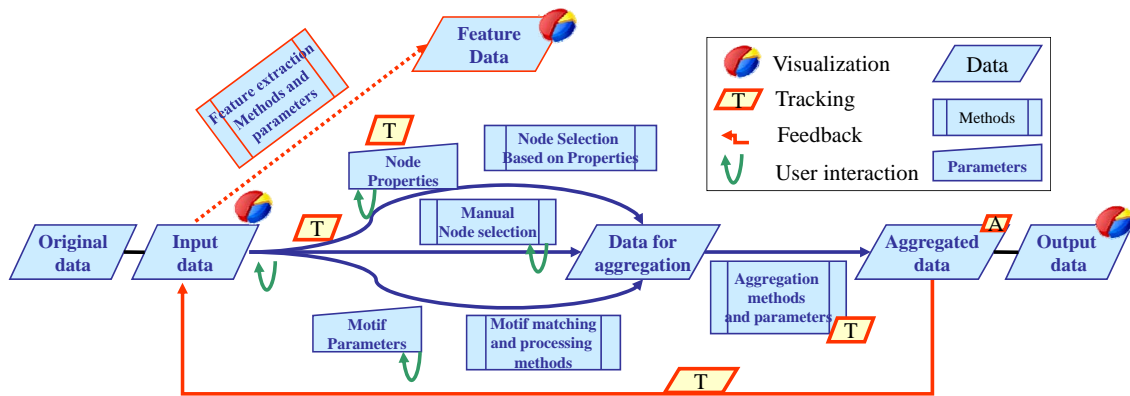 Feature
Data
Feature extraction
Methods and
parameters
Visualization
Data
T
Tracking
Methods
Feedback
User interaction
Parameters
T
Node
Properties
Node Selection
Based on Properties
T
Manual
Node selection
Original
data
Input
data
Data for
aggregation
Aggregated
data
A
Output
data
Aggregation
methods
and parameters
T
Motif
Parameters
Motif matching
and processing
methods
T